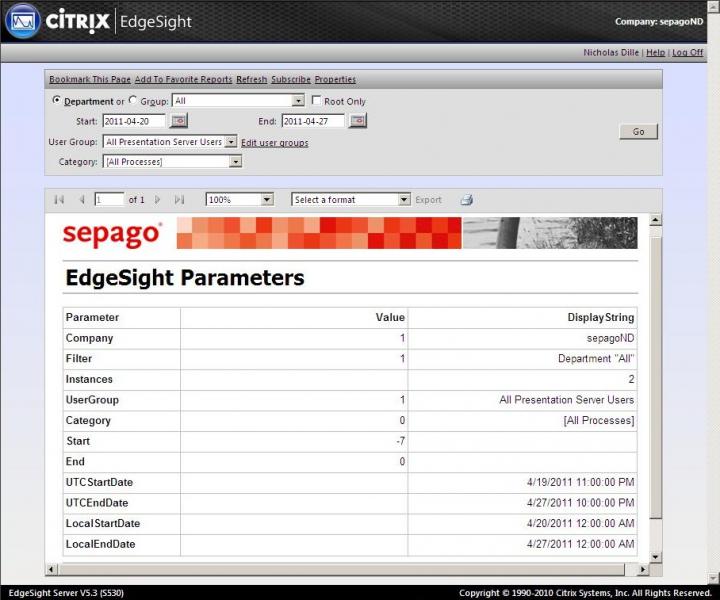 CITRIX EdgeSight
Company: sepagoND
Nicholas Dille | Help | Log Off
Bookmark This Page Add To Favorite Reports Refresh Subscribe Properties
Department or Group: All Root Only
Start: 2011-04-20 End: 2011-04-27
User Group: All Presentation Server Users Edit user groups
Go
Category: [All Processes]
1 of 1 100% Select a format Export
sepago®
EdgeSight Parameters
Parameter Value DisplayString
Company 1 sepagoND
Filter 1 Department "All"
Instances 2
UserGroup 1 All Presentation Server Users
Category 0 [All Processes]
Start -7
End 0
UTCStartDate 4/19/2011 11:00:00 PM
UTCEndDate 4/27/2011 10:00:00 PM
LocalStartDate 4/20/2011 12:00:00 AM
LocalEndDate 4/27/2011 12:00:00 AM
EdgeSight Server V5.3 (S530) Copyright © 1990-2010 Citrix Systems, Inc. All Rights Reserved.